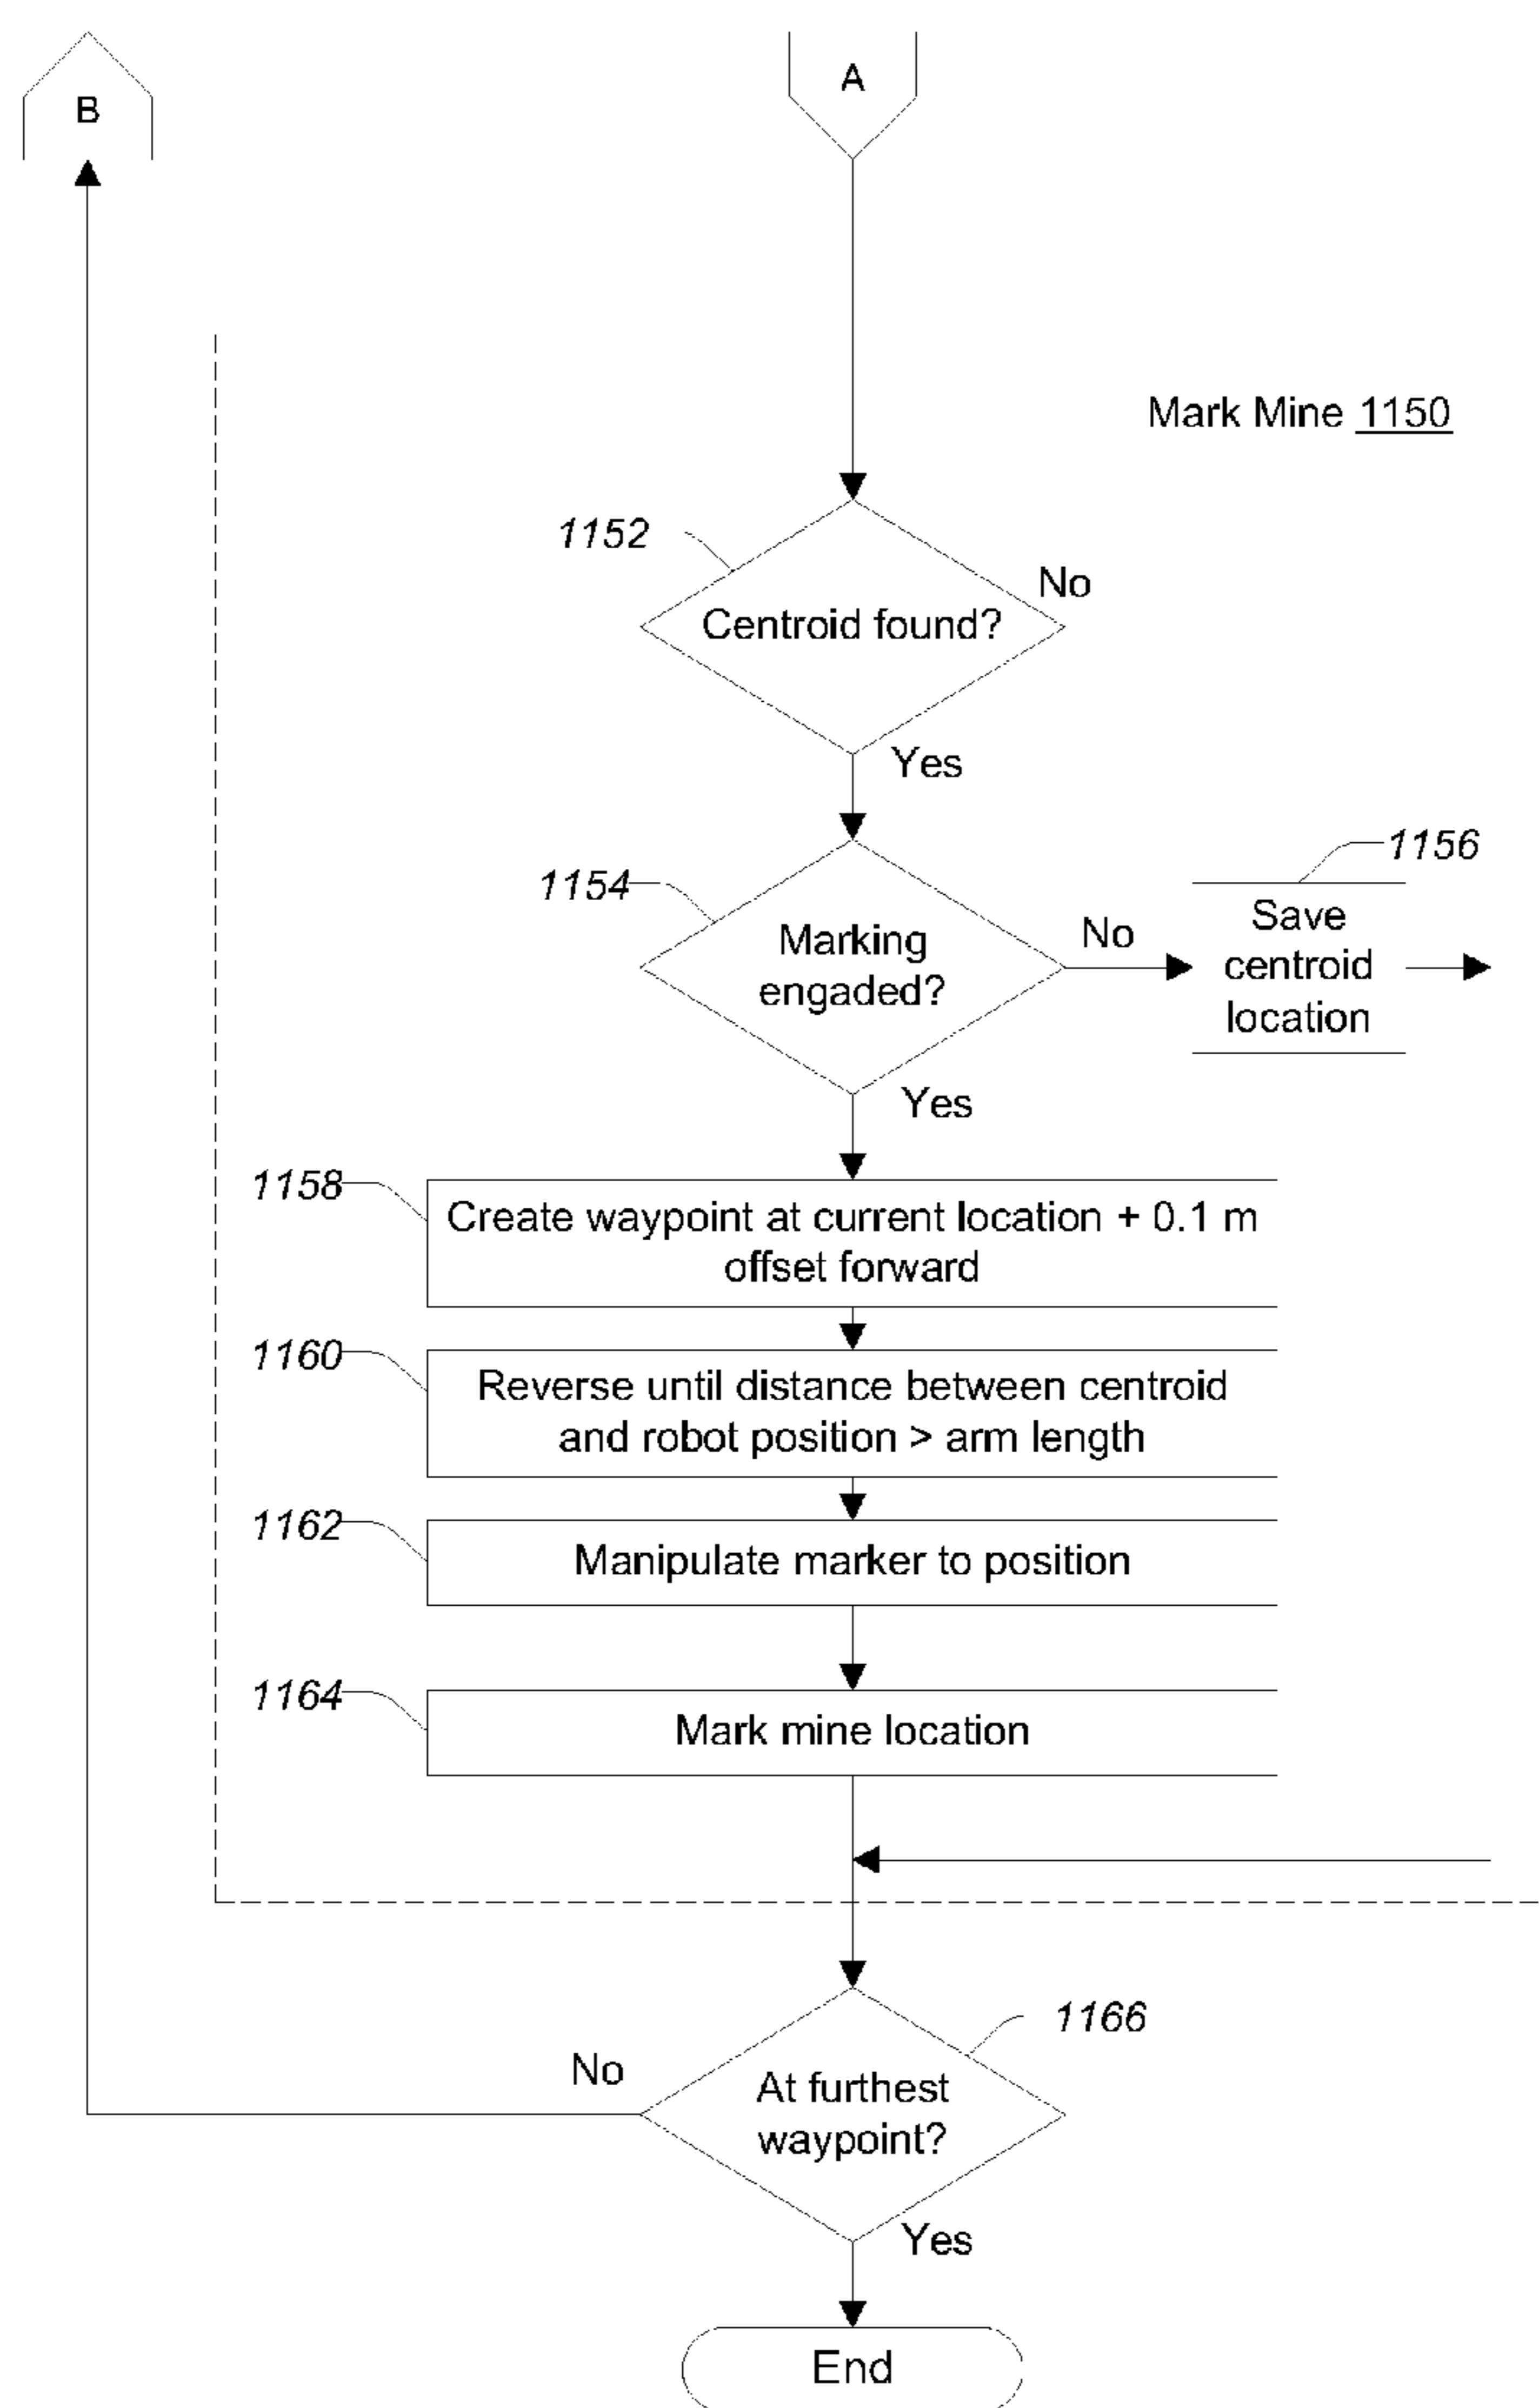 B
A
Mark Mine 1150
1152
No
Centroid found?
Yes
1154
1156
Marking
engaded?
No
Save
centroid
location
Yes
1158
Create waypoint at current location + 0.1 m
offset forward
1160
Reverse until distance between centroid
and robot position > arm length
1162
Manipulate marker to position
1164
Mark mine location
1166
No
At furthest
waypoint?
Yes
End